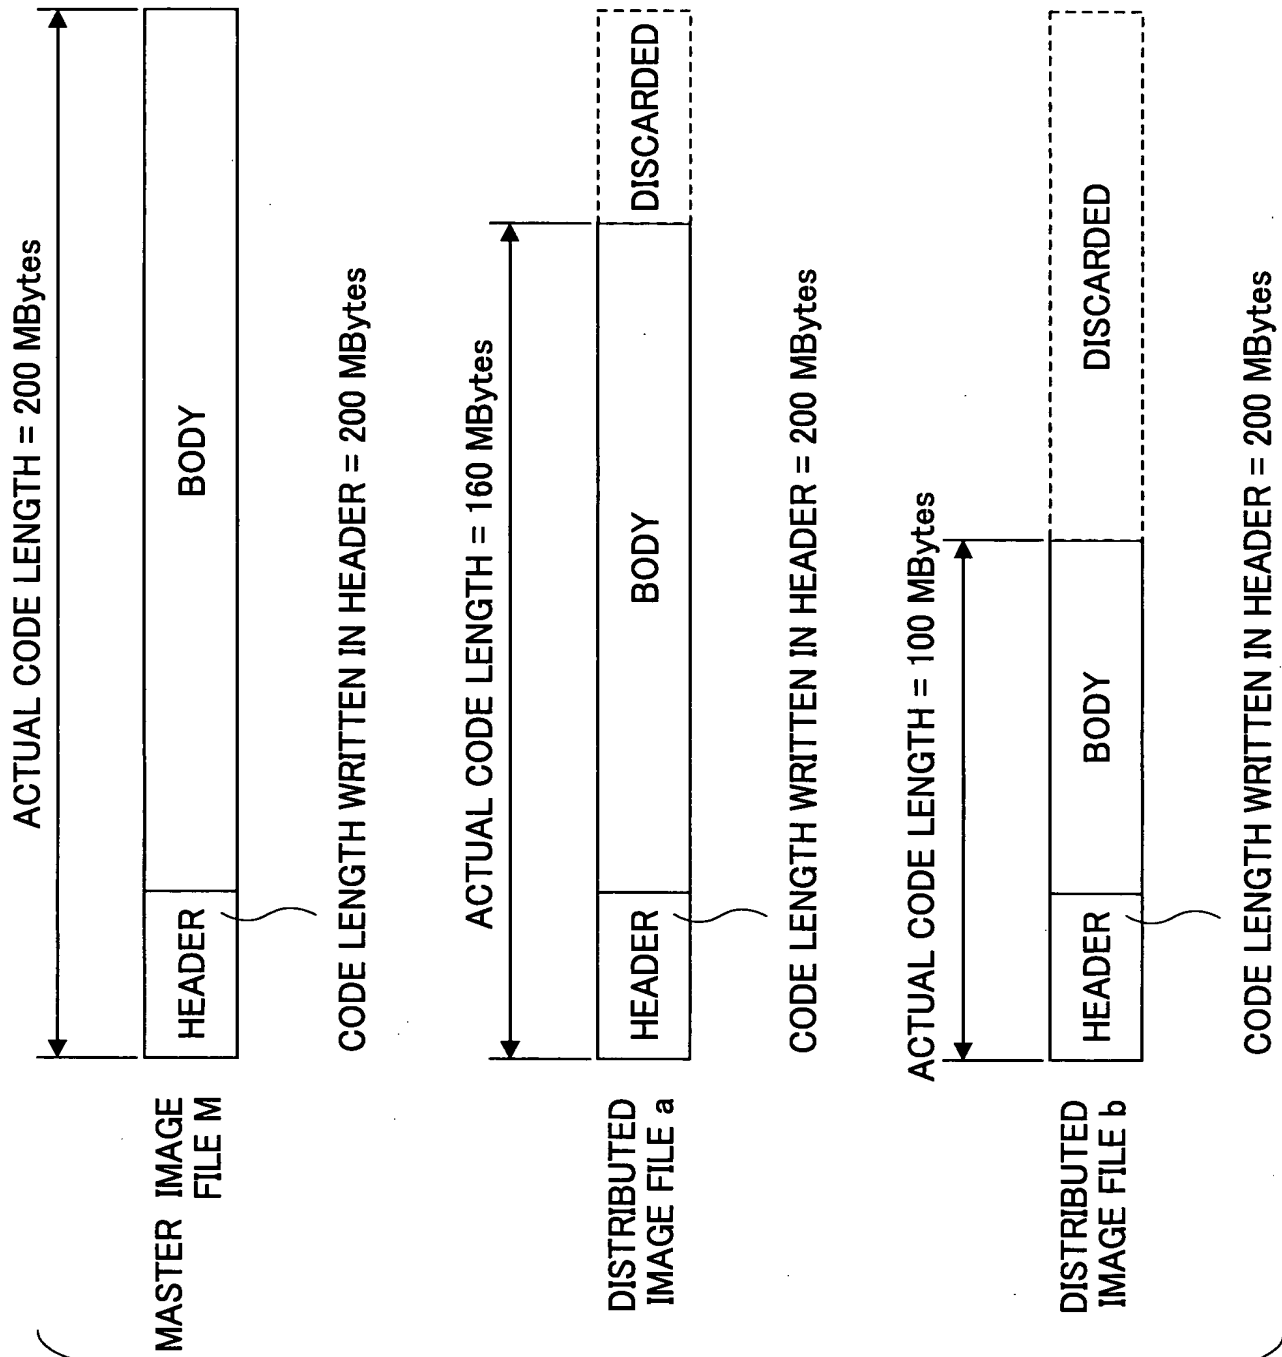 ACTUAL CODE LENGTH = 200 MBytes
MASTER IMAGE
FILE M
HEADER
BODY
CODE LENGTH WRITTEN IN HEADER = 200 MBytes
ACTUAL CODE LENGTH = 160 MBytes
DISTRIBUTED
IMAGE FILE a
HEADER
BODY
DISCARDED
CODE LENGTH WRITTEN IN HEADER = 200 MBytes
ACTUAL CODE LENGTH = 100 MBytes
DISTRIBUTED
IMAGE FILE b
HEADER
BODY
DISCARDED
CODE LENGTH WRITTEN IN HEADER = 200 MBytes